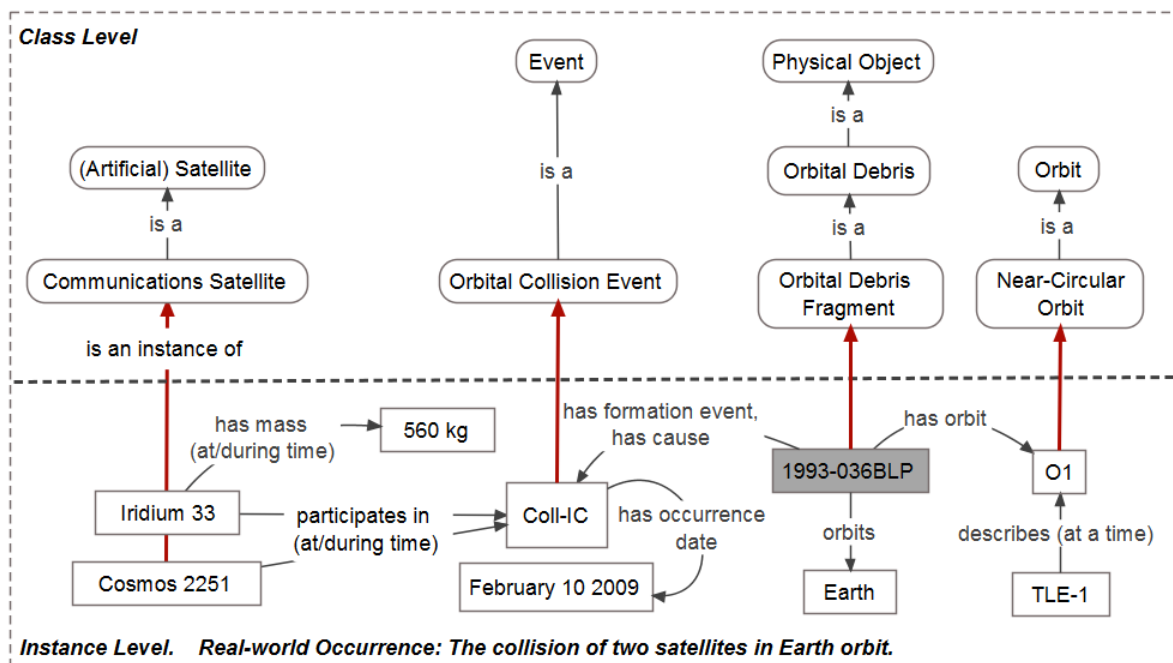 Class Level
Event
Physical Object
is a
(Artificial) Satellite
is a
Orbital Debris
Orbit
is a
is a
is a
Communications Satellite
Orbital Collision Event
Orbital Debris
Fragment
Near-Circular
Orbit
is an instance of
has mass
(at/during time)
560 kg
has formation event,
has cause
has orbit
1993-036BLP
O1
Iridium 33
participates in
(at/during time)
Coll-IC
has occurrence
date
orbits
describes (at a time)
Cosmos 2251
February 10 2009
Earth
TLE-1
Instance Level. Real-world Occurrence: The collision of two satellites in Earth orbit.